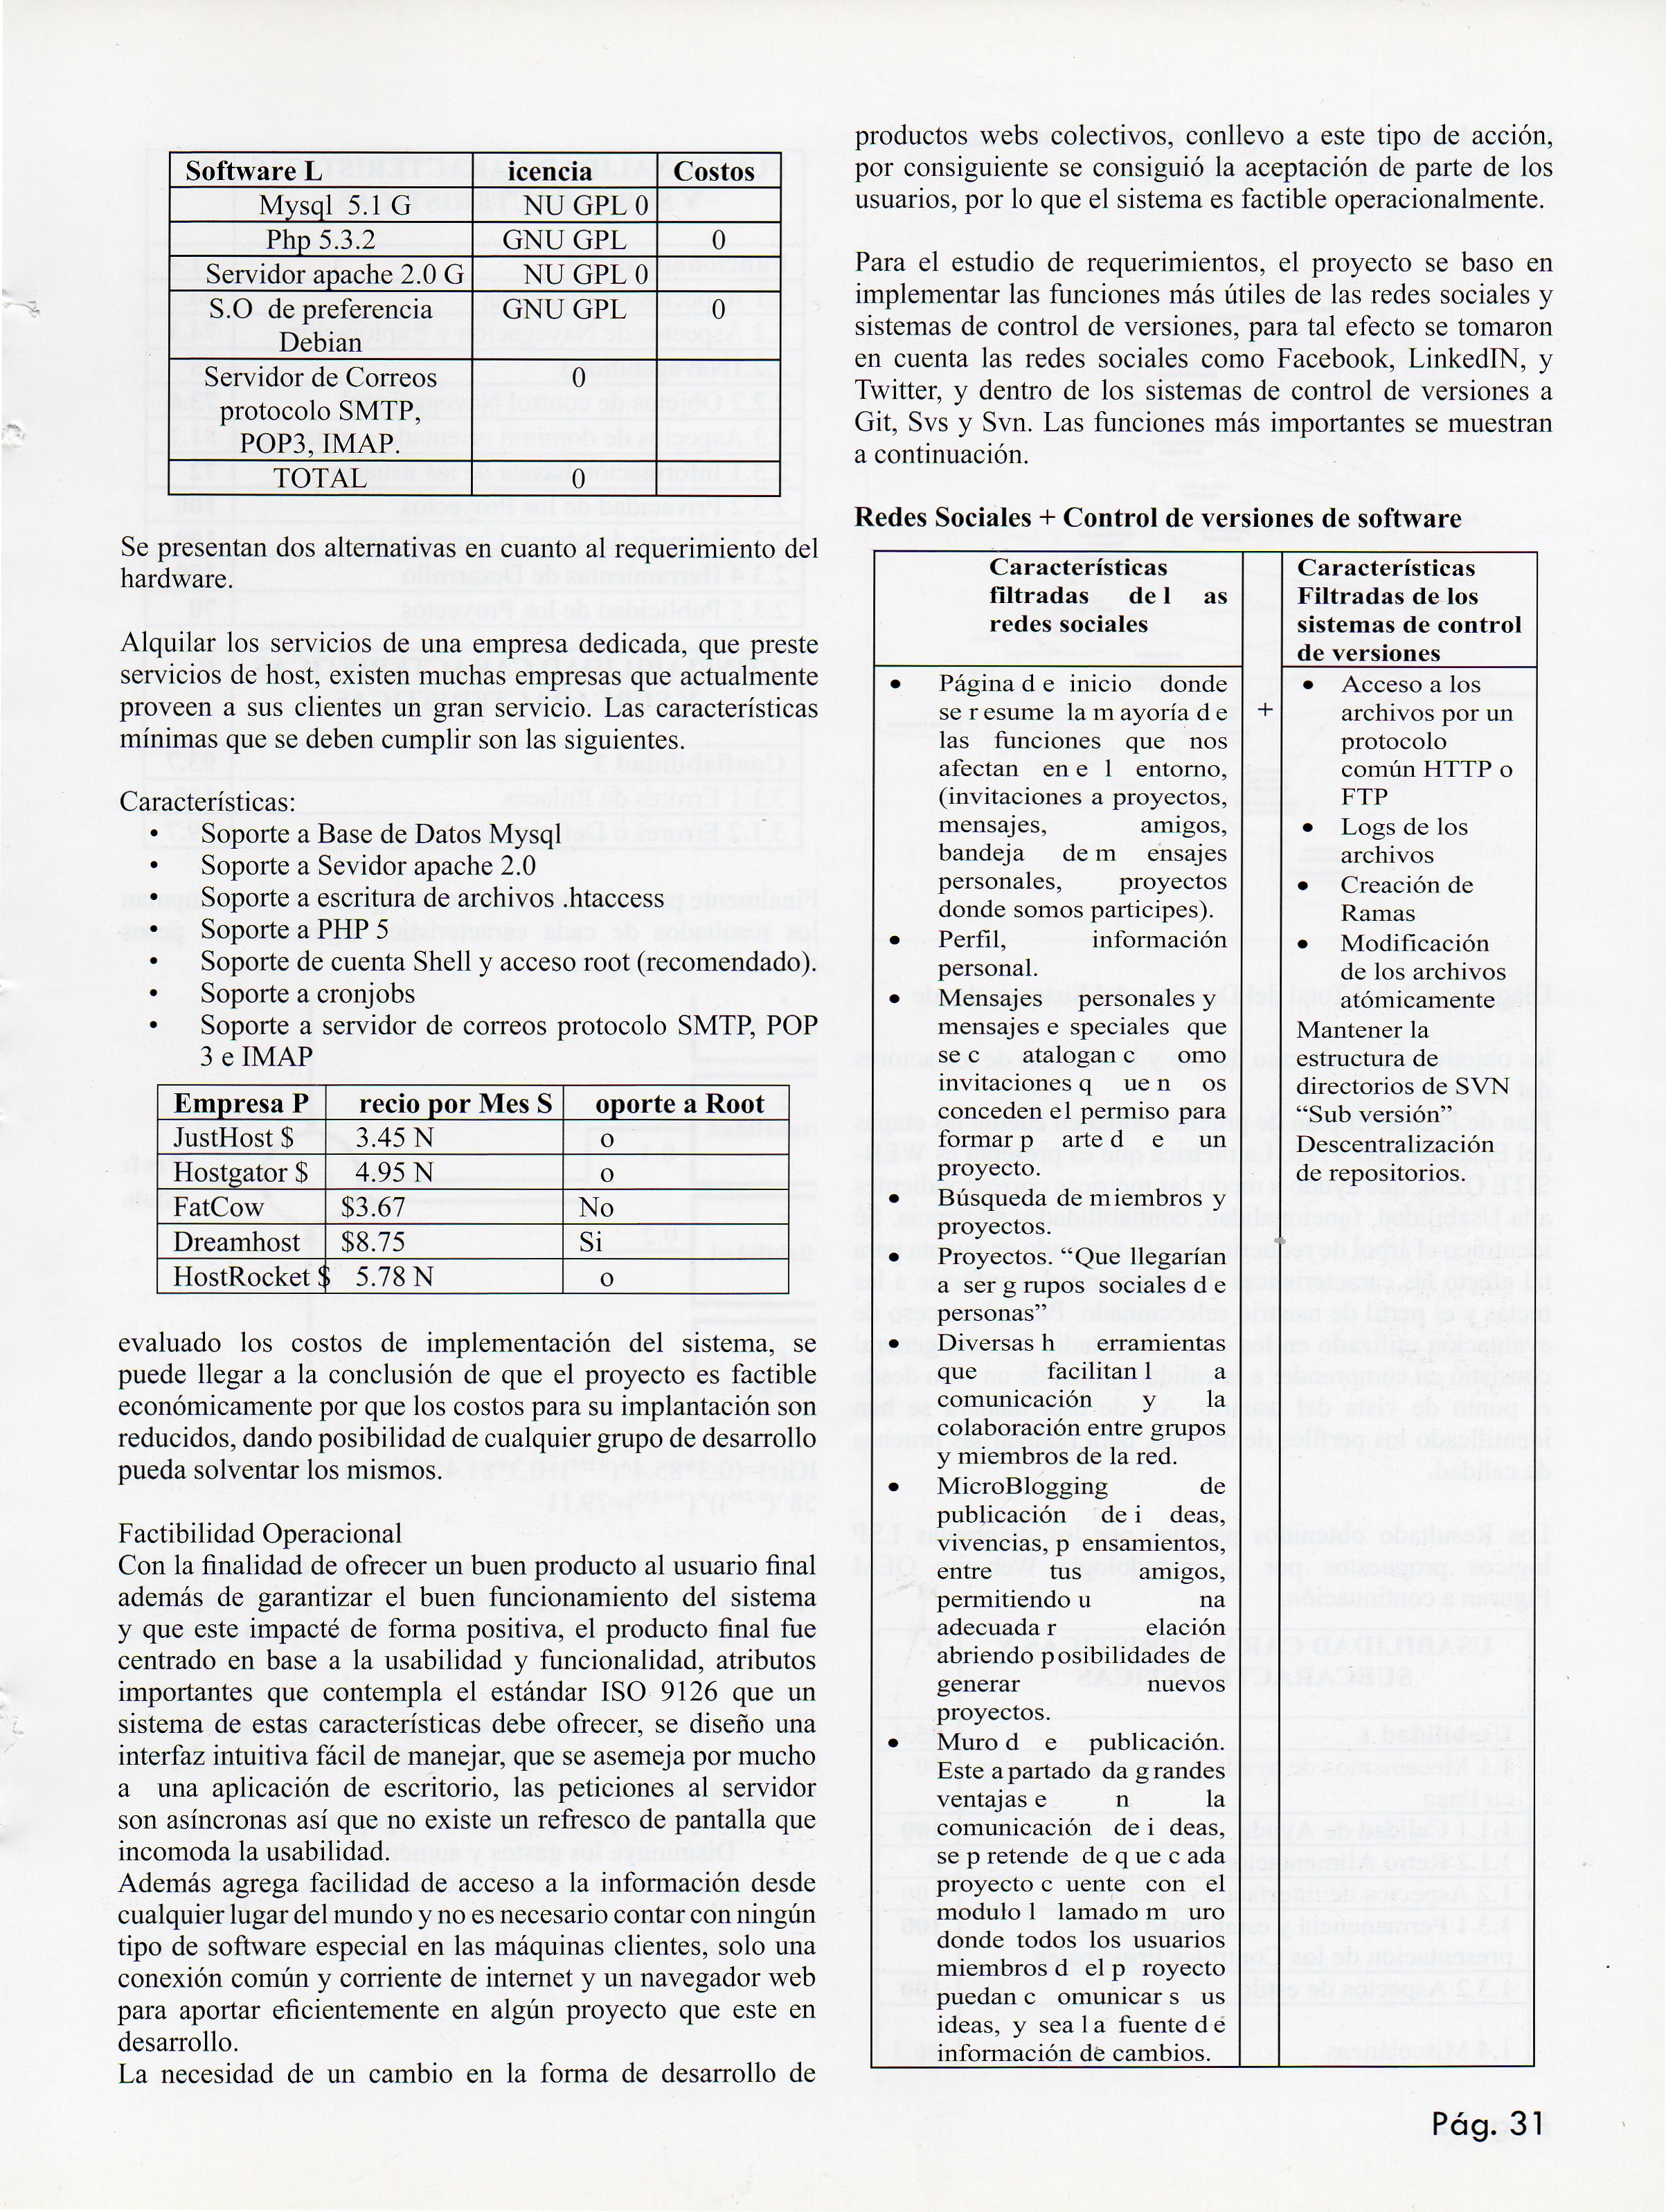 Software L icencia Costos
Mysql 5.1 G NU GPL 0
Php 5.3.2 GNU GPL 0
Servidor apache 2.0 G NU GPL 0
S.O de preferencia GNU GPL 0
Debian
Servidor de Correos 0
protocolo SMTP,
POP3, IMAP.
TOTAL 0
Se presentan dos alternativas en cuanto al requerimiento del
hardware.
Alquilar los servicios de una empresa dedicada, que preste
servicios de host, existen muchas empresas que actualmente
proveen a sus clientes un gran servicio. Las características
mínimas que se deben cumplir son las siguientes.
Características:
• Soporte a Base de Datos Mysql
• Soporte a Sevidor apache 2.0
• Soporte a escritura de archivos .htaccess
• Soporte a PHP 5
• Soporte de cuenta Shell y acceso root (recomendado).
• Soporte a cronjobs
• Soporte a servidor de correos protocolo SMTP, POP
3 e IMAP
Empresa P recio por Mes S oporte a Root
JustHost $ 3.45 N o
Hostgator $ 4.95 N o
FatCow $3.67 No
Dreamhost $8.75 Si
HostRocket $ 5.78 N o
evaluado los costos de implementación del sistema, se
puede llegar a la conclusión de que el proyecto es factible
económicamente por que los costos para su implantación son
reducidos, dando posibilidad de cualquier grupo de desarrollo
pueda solventar los mismos.
Factibilidad Operacional
Con la finalidad de ofrecer un buen producto al usuario final
además de garantizar el buen funcionamiento del sistema
y que este impacté de forma positiva, el producto final fue
centrado en base a la usabilidad y funcionalidad, atributos
importantes que contempla el estándar ISO 9126 que un
sistema de estas características debe ofrecer, se diseño una
interfaz intuitiva fácil de manejar, que se asemeja por mucho
a una aplicación de escritorio, las peticiones al servidor
son asíncronas así que no existe un refresco de pantalla que
incomoda la usabilidad.
Además agrega facilidad de acceso a la información desde
cualquier lugar del mundo y no es necesario contar con ningún
tipo de software especial en las máquinas clientes, solo una
conexión común y corriente de internet y un navegador web
para aportar eficientemente en algún proyecto que este en
desarrollo.
La necesidad de un cambio en la forma de desarrollo de
productos webs colectivos, conllevo a este tipo de acción,
por consiguiente se consiguió la aceptación de parte de los
usuarios, por lo que el sistema es factible operacionalmente.
Para el estudio de requerimientos, el proyecto se baso en
implementar las funciones más útiles de las redes sociales y
sistemas de control de versiones, para tal efecto se tomaron
en cuenta las redes sociales como Facebook, LinkedIN, y
Twitter, y dentro de los sistemas de control de versiones a
Git, Svs y Svn. Las funciones más importantes se muestran
a continuación.
Redes Sociales + Control de versiones de software
Características
filtradas de l as
redes sociales
• Página d e inicio donde
se r esume la m ayoría d e
las funciones que nos
afectan en e l entorno,
(invitaciones a proyectos,
mensajes, amigos,
bandeja de m ensajes
personales, proyectos
donde somos participes).
• Perfil, información
personal.
• Mensajes personales y
mensajes e speciales que
se c atalogan c omo
invitaciones q ue n os
conceden el permiso para
formar p arte d e un
proyecto.
• Búsqueda de miembros y
proyectos.
• Proyectos. “Que llegarían
a ser g rupos sociales d e
personas”
• Diversas h erramientas
que facilitan l a
comunicación y la
colaboración entre grupos
y miembros de la red.
• MicroBlogging de
publicación de i deas,
vivencias, p ensamientos,
entre tus amigos,
permitiendo u na
adecuada r elación
abriendo posibilidades de
generar nuevos
proyectos.
• Muro d e publicación.
Este apartado da grandes
ventajas e n la
comunicación de i deas,
se p retende de q ue c ada
proyecto c uente con el
modulo l lamado m uro
donde todos los usuarios
miembros d el p royecto
puedan c omunicar s us
ideas, y sea la fuente de
información de cambios.
+
Características
Filtradas de los
sistemas de control
de versiones
• Acceso a los
archivos por un
protocolo
común HTTP o
FTP
• Logs de los
archivos
• Creación de
Ramas
• Modificación
de los archivos
atómicamente
Mantener la
estructura de
directorios de SVN
“Sub versión”
Descentralización
de repositorios.
Pág. 31